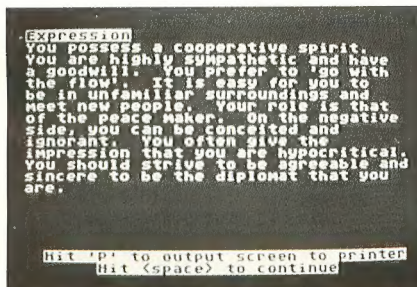 Expression
You possess a cooperative spirit.
You are highly sympathetic and have
a goodwill. You prefer to 'go with
the flow'. It is easy for you to
be in unfamiliar surroundings and
meet new people. Your role is that
of the peace maker. On the negative
side, you can be conceited and
ignorant. You often give the
impression that you are hypocritical.
You should strive to be agreeable and
sincere to be the diplomat that you
are.
Hit 'P' to output screen to printer
Hit <space> to continue